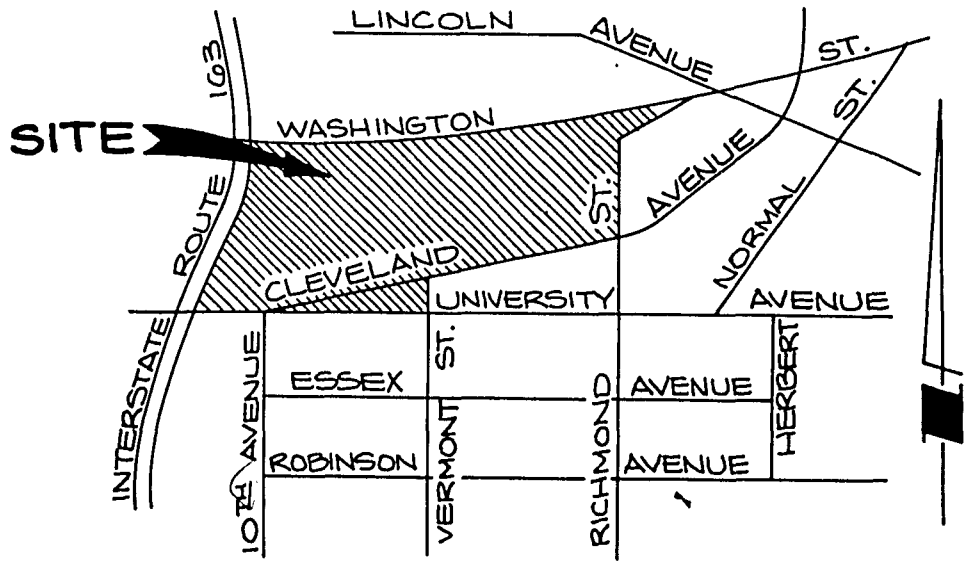 LINCOLN AVENUE
163
ST.
SITE
WASHINGTON
ST.
AVENUE
ST.
NORMAL
CLEVELAND
UNIVERSITY AVENUE
INTERSTATE ROUTE
10TH AVENUE
ESSEX AVENUE
ST.
VERMONT
RICHMOND
HERBERT
ROBINSON AVENUE